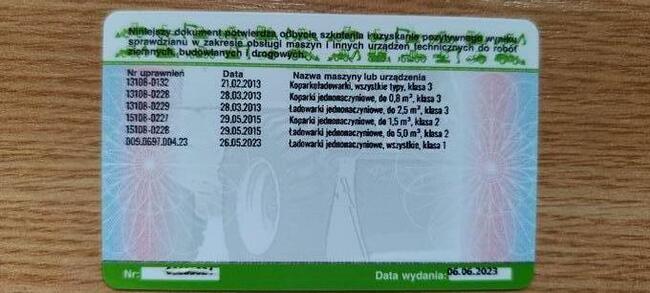 Niniejszy dokument potwierdza odbycie szkolenia i uzyskanie pozytywnego wyniku
sprawdzianu w zakresie obsługi maszyn i innych urządzeń technicznych do robót
ziemnych, budowlanych i drogowych.
Nr uprawnień Data Nazwa maszyny lub urządzenia
13108-0132 21.02.2013 Koparkoładowarki, wszystkie typy, klasa 3
13108-0228 28.03.2013 Koparki jednonaczyniowe, do 0,8 m³, klasa 3
13108-0229 28.03.2013 Ładowarki jednonaczyniowe, do 2,5 m³, klasa 3
15108-0227 29.05.2015 Koparki jednonaczyniowe, do 1,5 m³, klasa 2
15108-0228 29.05.2015 Ładowarki jednonaczyniowe, do 5,0 m³, klasa 2
009.0697.004.23 26.05.2023 Ładowarki jednonaczyniowe, wszystkie, klasa 1
Nr: Data wydania: 06.06.2023